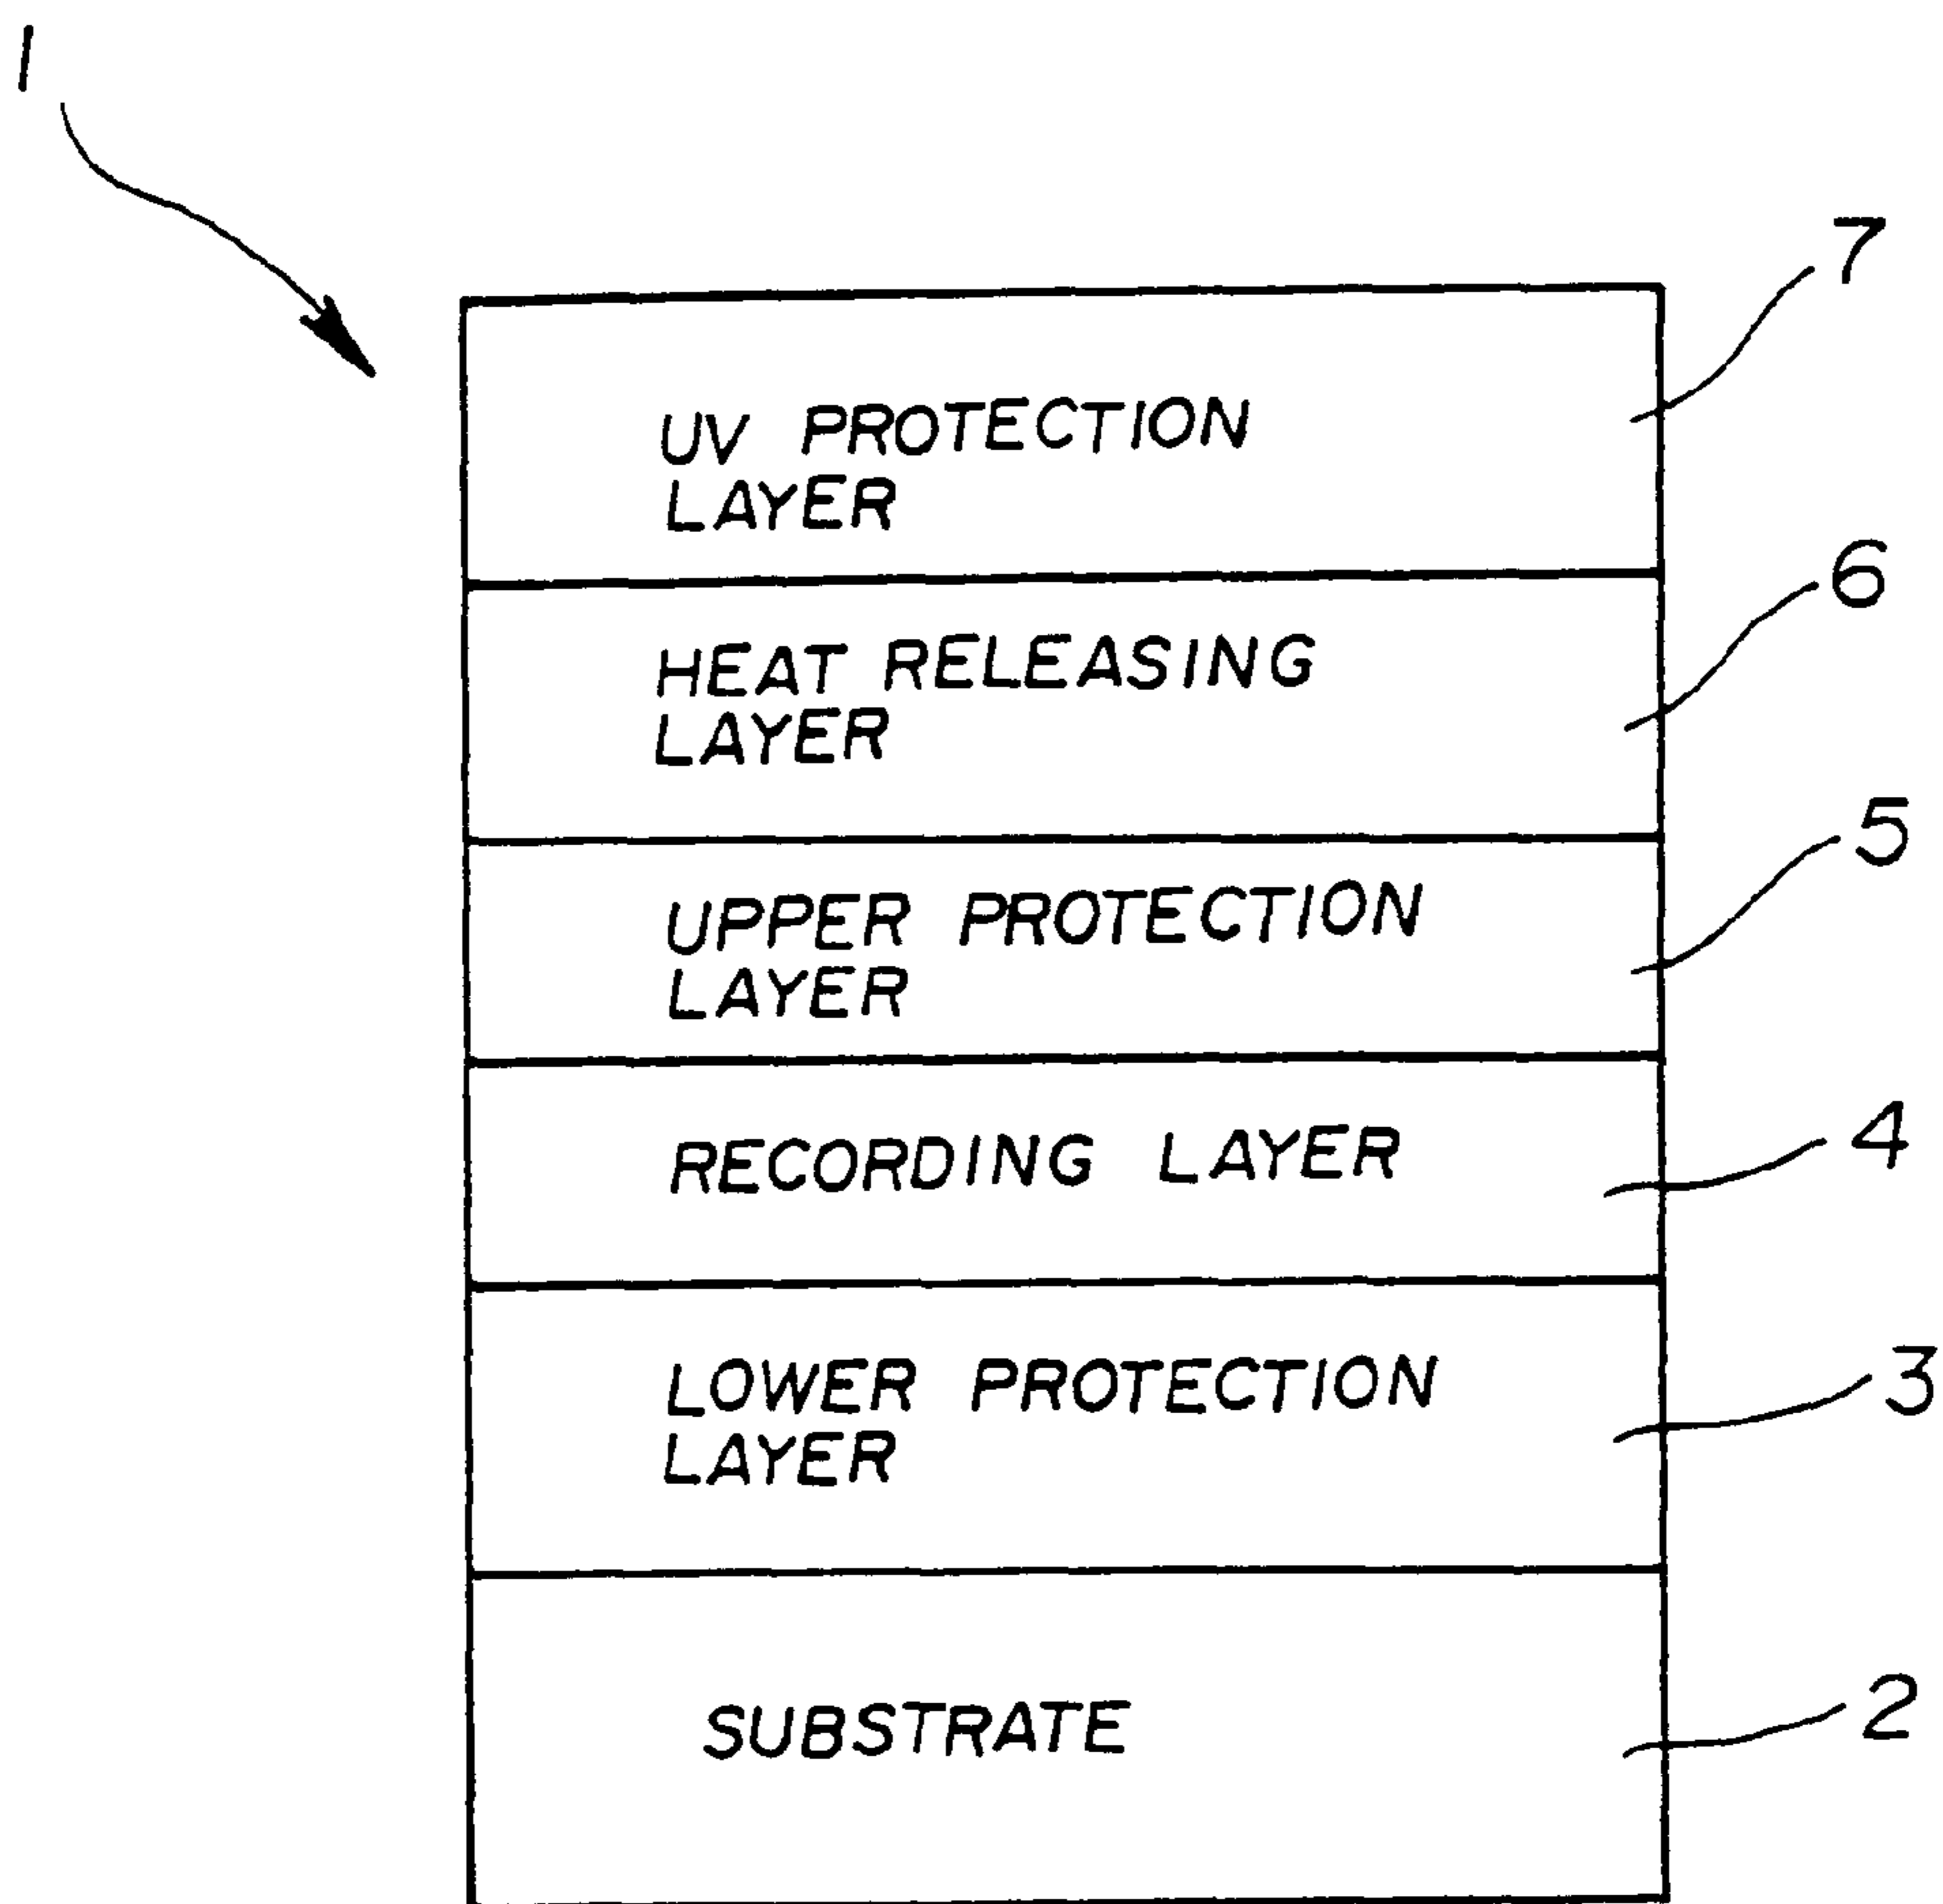 1
7
UV PROTECTION
LAYER
6
HEAT RELEASING
LAYER
5
UPPER PROTECTION
LAYER
4
RECORDING LAYER
3
LOWER PROTECTION
LAYER
2
SUBSTRATE